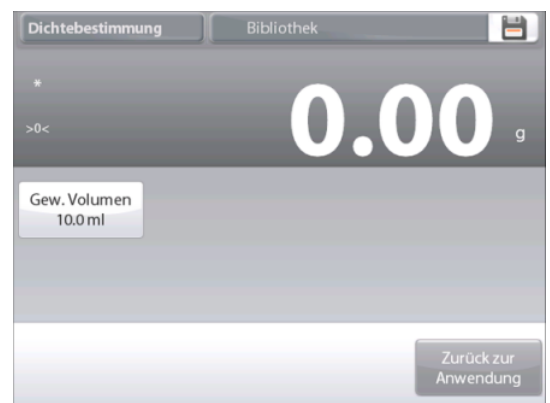 Dichtebestimmung Bibliothek
*
0.00 g
>0<
Gew. Volumen
10.0 ml
Zurück zur
Anwendung